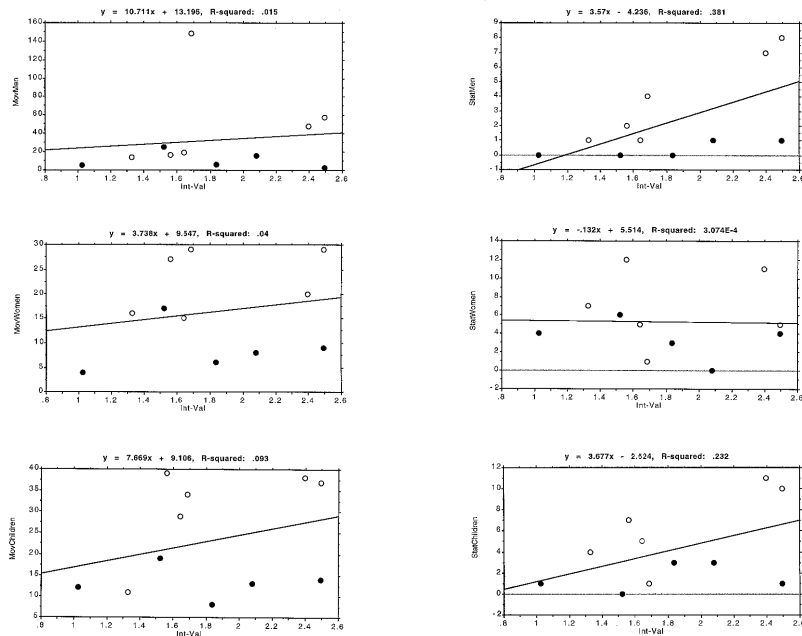 y = 10.711x + 13.195, R-squared: .015
160
140
120
100
80
60
40
20
0
MovMen
.8 1 1.2 1.4 1.6 1.8 2 2.2 2.4 2.6
Int-Val
y = 3.57x - 4.236, R-squared: .381
9
8
7
6
5
4
3
2
1
0
-1
StatMen
.8 1 1.2 1.4 1.6 1.8 2 2.2 2.4 2.6
Int-Val
y = 3.738x + 9.547, R-squared: .04
30
25
20
15
10
5
0
MovWomen
.8 1 1.2 1.4 1.6 1.8 2 2.2 2.4 2.6
Int-Val
y = -.132x + 5.514, R-squared: 3.074E-4
14
12
10
8
6
4
2
0
-2
StatWomen
.8 1 1.2 1.4 1.6 1.8 2 2.2 2.4 2.6
Int-Val
y = 7.669x + 9.106, R-squared: .093
40
35
30
25
20
15
10
5
MovChildren
.8 1 1.2 1.4 1.6 1.8 2 2.2 2.4 2.6
Int-Val
y = 3.677x - 2.524, R-squared: .232
12
10
8
6
4
2
0
-2
StatChildren
.8 1 1.2 1.4 1.6 1.8 2 2.2 2.4 2.6
Int-Val